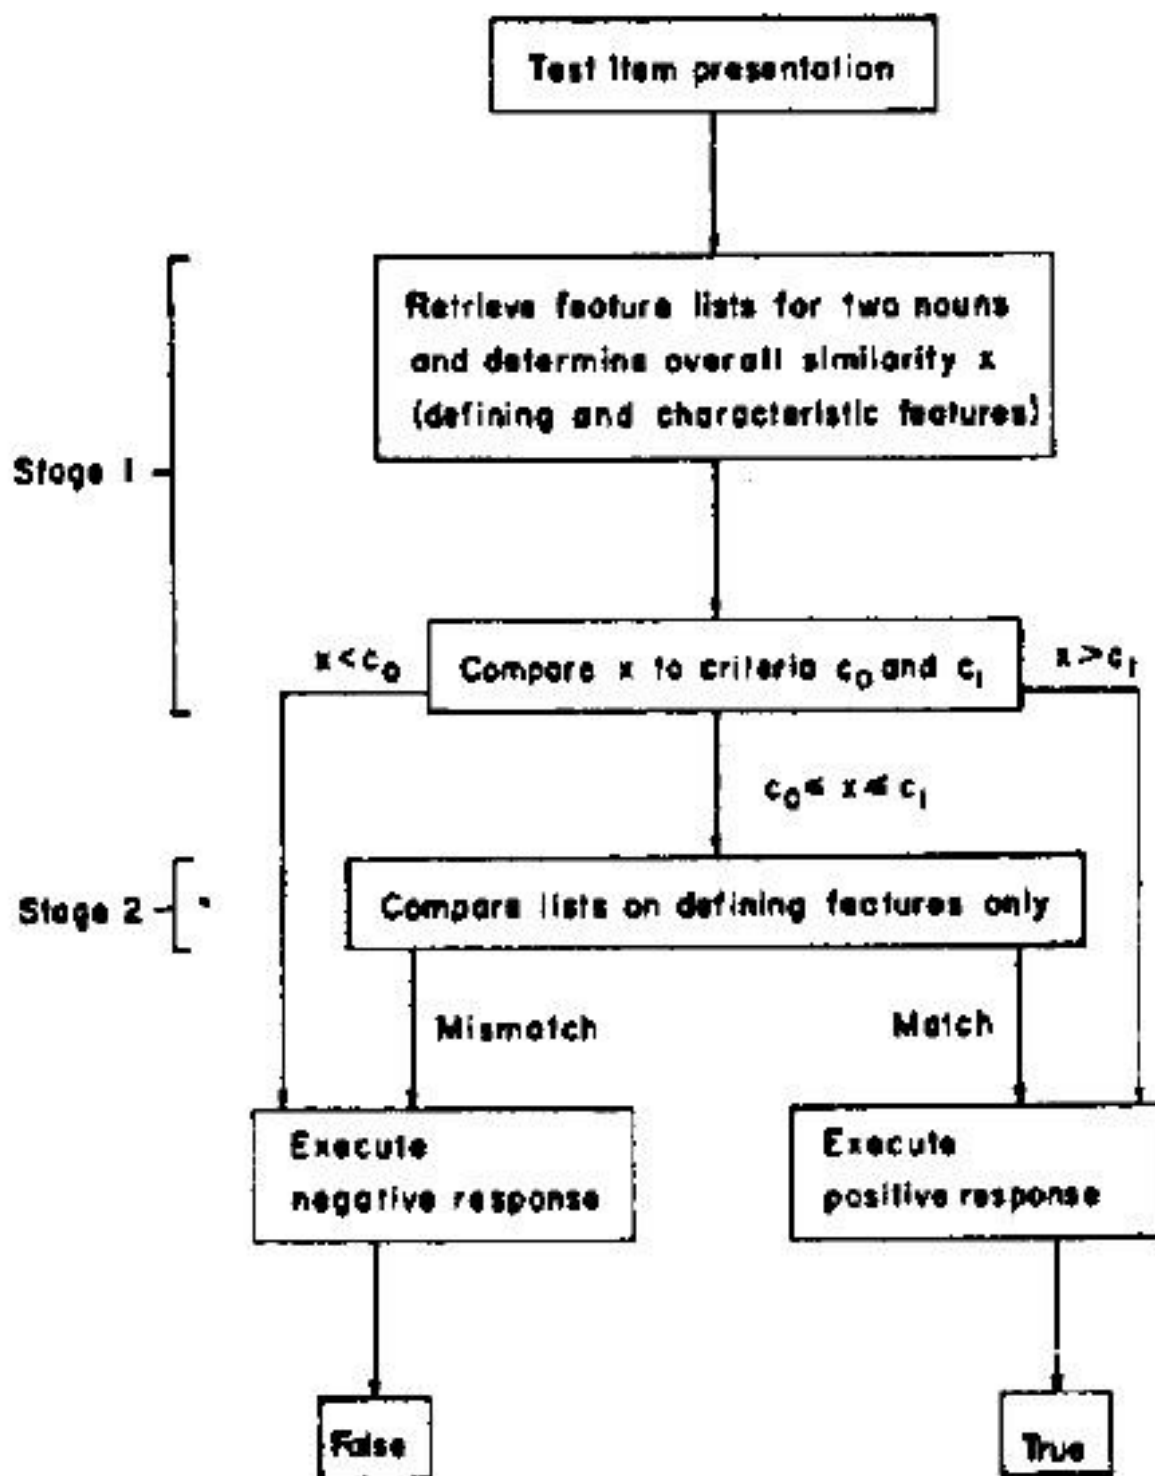 Test item presentation
Retrieve feature lists for two nouns
and determine overall similarity x
(defining and characteristic features)
Stage 1
x < c₀
Compare x to criteria c₀ and c₁
x > c₁
c₀ ≤ x ≤ c₁
Stage 2
Compare lists on defining features only
Mismatch
Match
Execute
negative response
Execute
positive response
False
True